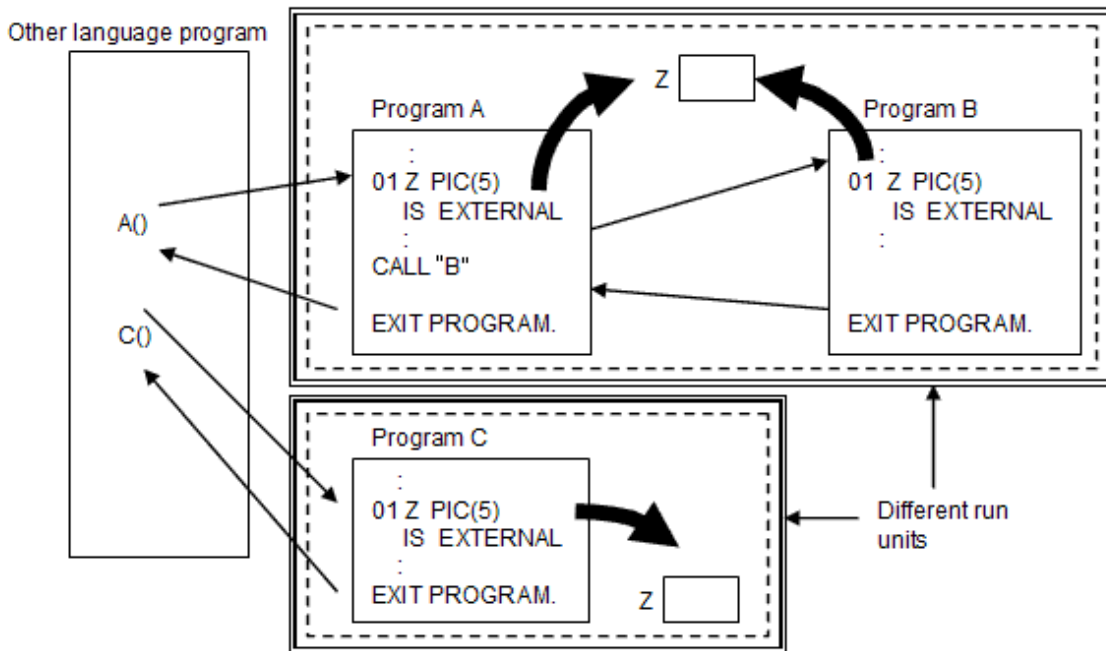 Other language program
A()
C()
Z
Program A
:
01 Z PIC(5)
IS EXTERNAL
:
CALL "B"
EXIT PROGRAM.
Program B
:
01 Z PIC(5)
IS EXTERNAL
:
EXIT PROGRAM.
Program C
:
01 Z PIC(5)
IS EXTERNAL
:
EXIT PROGRAM.
Z
Different run
units